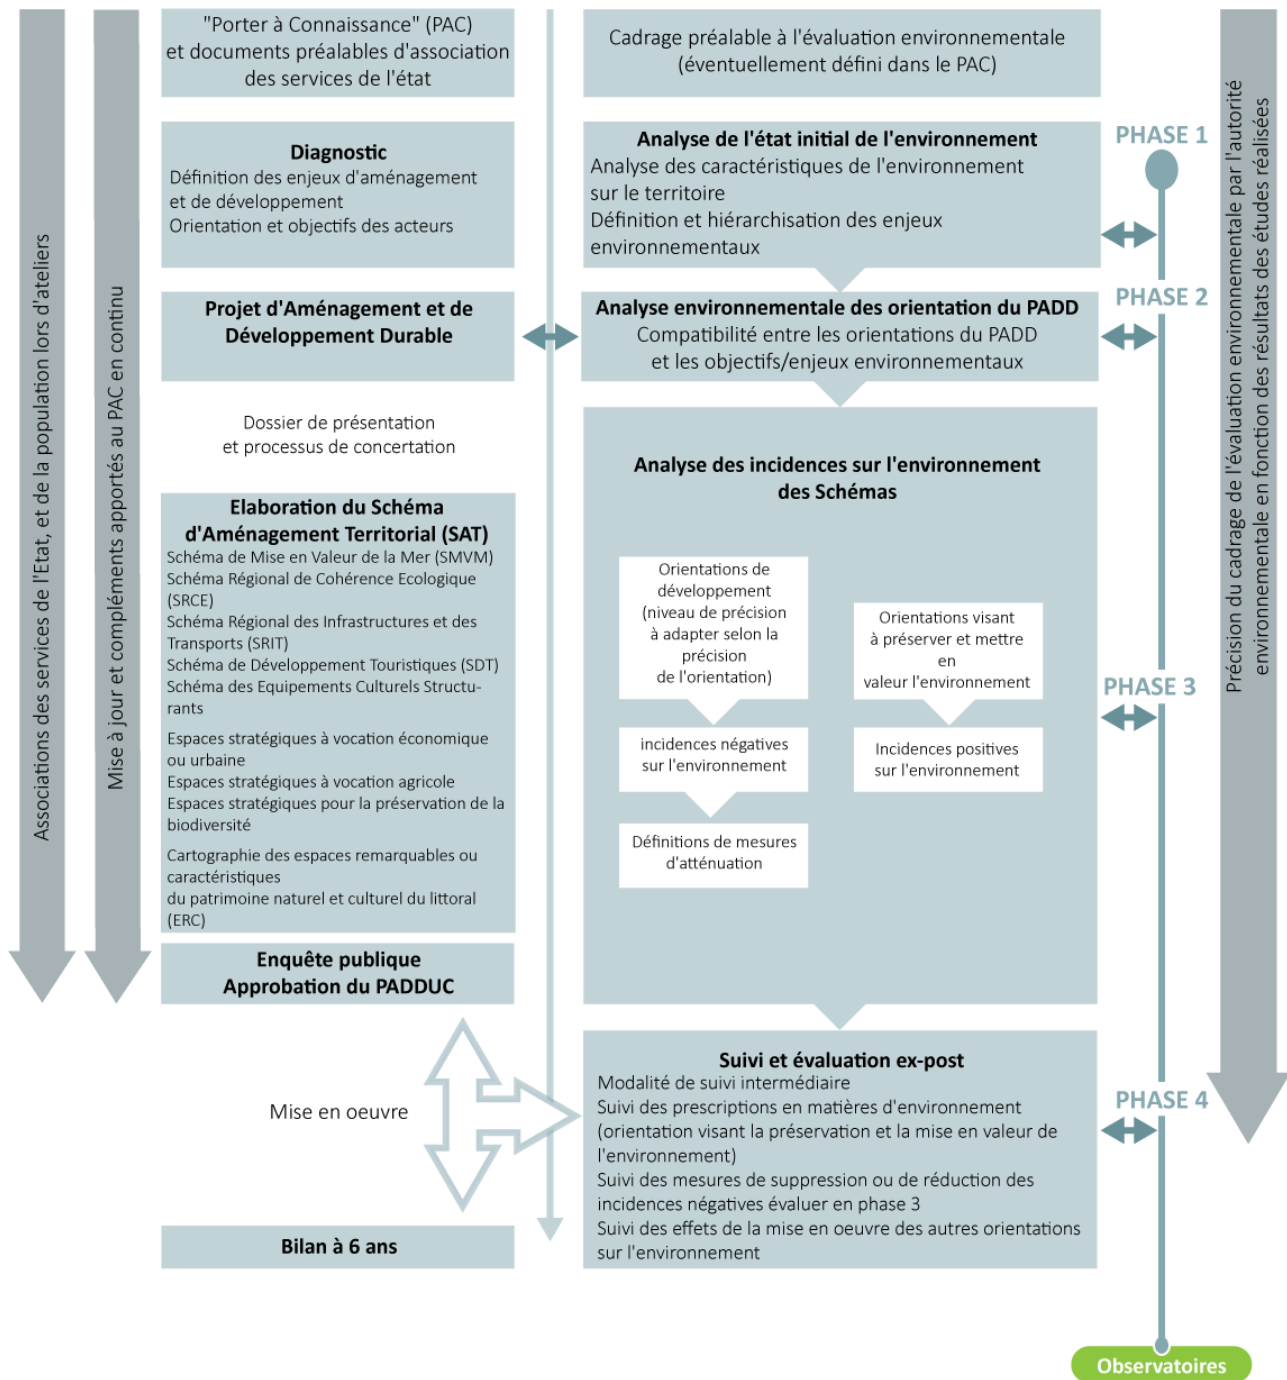 "Porter à Connaissance" (PAC)
et documents préalables d'association
des services de l'état
Cadrage préalable à l'évaluation environnementale
(éventuellement défini dans le PAC)
Diagnostic
Définition des enjeux d'aménagement
et de développement
Orientation et objectifs des acteurs
Analyse de l'état initial de l'environnement
Analyse des caractéristiques de l'environnement
sur le territoire
Définition et hiérarchisation des enjeux
environnementaux
PHASE 1
Projet d'Aménagement et de
Développement Durable
Analyse environnementale des orientation du PADD
Compatibilité entre les orientations du PADD
et les objectifs/enjeux environnementaux
PHASE 2
Dossier de présentation
et processus de concertation
Elaboration du Schéma
d'Aménagement Territorial (SAT)
Schéma de Mise en Valeur de la Mer (SMVM)
Schéma Régional de Cohérence Ecologique
(SRCE)
Schéma Régional des Infrastructures et des
Transports (SRIT)
Schéma de Développement Touristiques (SDT)
Schéma des Equipements Culturels Structu-
rants
Espaces stratégiques à vocation économique
ou urbaine
Espaces stratégiques à vocation agricole
Espaces stratégiques pour la préservation de la
biodiversité
Cartographie des espaces remarquables ou
caractéristiques
du patrimoine naturel et culturel du littoral
(ERC)
Analyse des incidences sur l'environnement
des Schémas
Orientations de
développement
(niveau de précision
à adapter selon la
précision
de l'orientation)
incidences négatives
sur l'environnement
Définitions de mesures
d'atténuation
Orientations visant
à préserver et mettre
en
valeur l'environnement
Incidences positives
sur l'environnement
PHASE 3
Enquête publique
Approbation du PADDUC
Mise en oeuvre
Bilan à 6 ans
Suivi et évaluation ex-post
Modalité de suivi intermédiaire
Suivi des prescriptions en matières d'environnement
(orientation visant la préservation et la mise en valeur de
l'environnement)
Suivi des mesures de suppression ou de réduction des
incidences négatives évaluer en phase 3
Suivi des effets de la mise en oeuvre des autres orientations
sur l'environnement
PHASE 4
Observatoires
Associations des services de l'Etat, et de la population lors d'ateliers
Mise à jour et compléments apportés au PAC en continu
Précision du cadrage de l'évaluation environnementale par l'autorité
environnementale en fonction des résultats des études réalisées